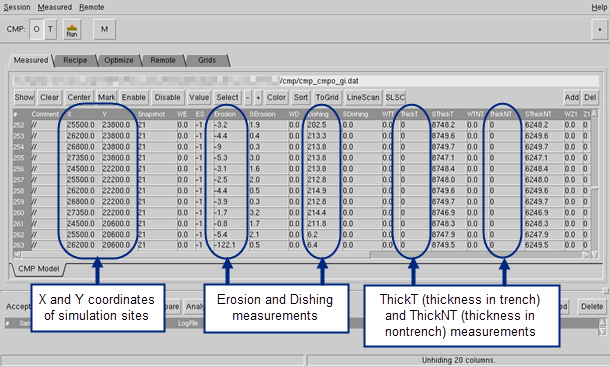 Session Measured Remote Help
CMP: O T Run M +
Measured Recipe Optimize Remote Grids
/cmp/cmp_cmpo_gi.dat
Show Clear Center Mark Enable Disable Value Select - + Color Sort ToGrid LineScan SLSC Add Del
# Comment X Y Snapshot WE ES Erosion SErosion WD Dishing SDishing WTT ThickT SThickT WTNT ThickNT SThickNT WZ1 Z1
252 // 25500.0 23800.0 21 0.0 -1 -3.2 1.9 0.0 202.5 0.0 0.0 0 8748.2 0.0 0 6248.2 0.0 0.0
253 // 26200.0 23800.0 21 0.0 -1 -4.4 0.4 0.0 213.3 0.0 0.0 0 8749.6 0.0 0 6249.6 0.0 0.0
254 // 26800.0 23800.0 21 0.0 -1 -9 0.3 0.0 213.8 0.0 0.0 0 8749.7 0.0 0 6249.7 0.0 0.0
255 // 27350.0 23800.0 21 0.0 -1 -5.3 3.0 0.0 213.8 0.0 0.0 0 8747.1 0.0 0 6247.1 0.0 0.0
256 // 24500.0 22200.0 21 0.0 -1 -3.1 1.6 0.0 213.8 0.0 0.0 0 8748.4 0.0 0 6248.4 0.0 0.0
257 // 25500.0 22200.0 21 0.0 -1 -2.5 2.0 0.0 212.8 0.0 0.0 0 8748.0 0.0 0 6248.0 0.0 0.0
258 // 26200.0 22200.0 21 0.0 -1 -4.4 0.5 0.0 214.9 0.0 0.0 0 8749.6 0.0 0 6249.6 0.0 0.0
259 // 26800.0 22200.0 21 0.0 -1 -3.9 0.3 0.0 212.9 0.0 0.0 0 8749.7 0.0 0 6249.7 0.0 0.0
260 // 27350.0 22200.0 21 0.0 -1 -1.7 3.2 0.0 214.4 0.0 0.0 0 8746.9 0.0 0 6246.9 0.0 0.0
261 // 24500.0 20600.0 21 0.0 -1 -0.8 1.7 0.0 211.8 0.0 0.0 0 8748.3 0.0 0 6248.3 0.0 0.0
262 // 25500.0 20600.0 21 0.0 -1 -5.4 2.1 0.0 6.2 0.0 0.0 0 8747.9 0.0 0 6247.9 0.0 0.0
263 // 26200.0 20800.0 21 0.0 -1 -122.1 0.5 0.0 6.4 0.0 0.0 0 8749.5 0.0 0 6249.5 0.0 0.0
CMP Model
X and Y coordinates
of simulation sites
Erosion and Dishing
measurements
ThickT (thickness in trench)
and ThickNT (thickness in
nontrench) measurements
Delete
# LogFile
Unhiding 20 columns.